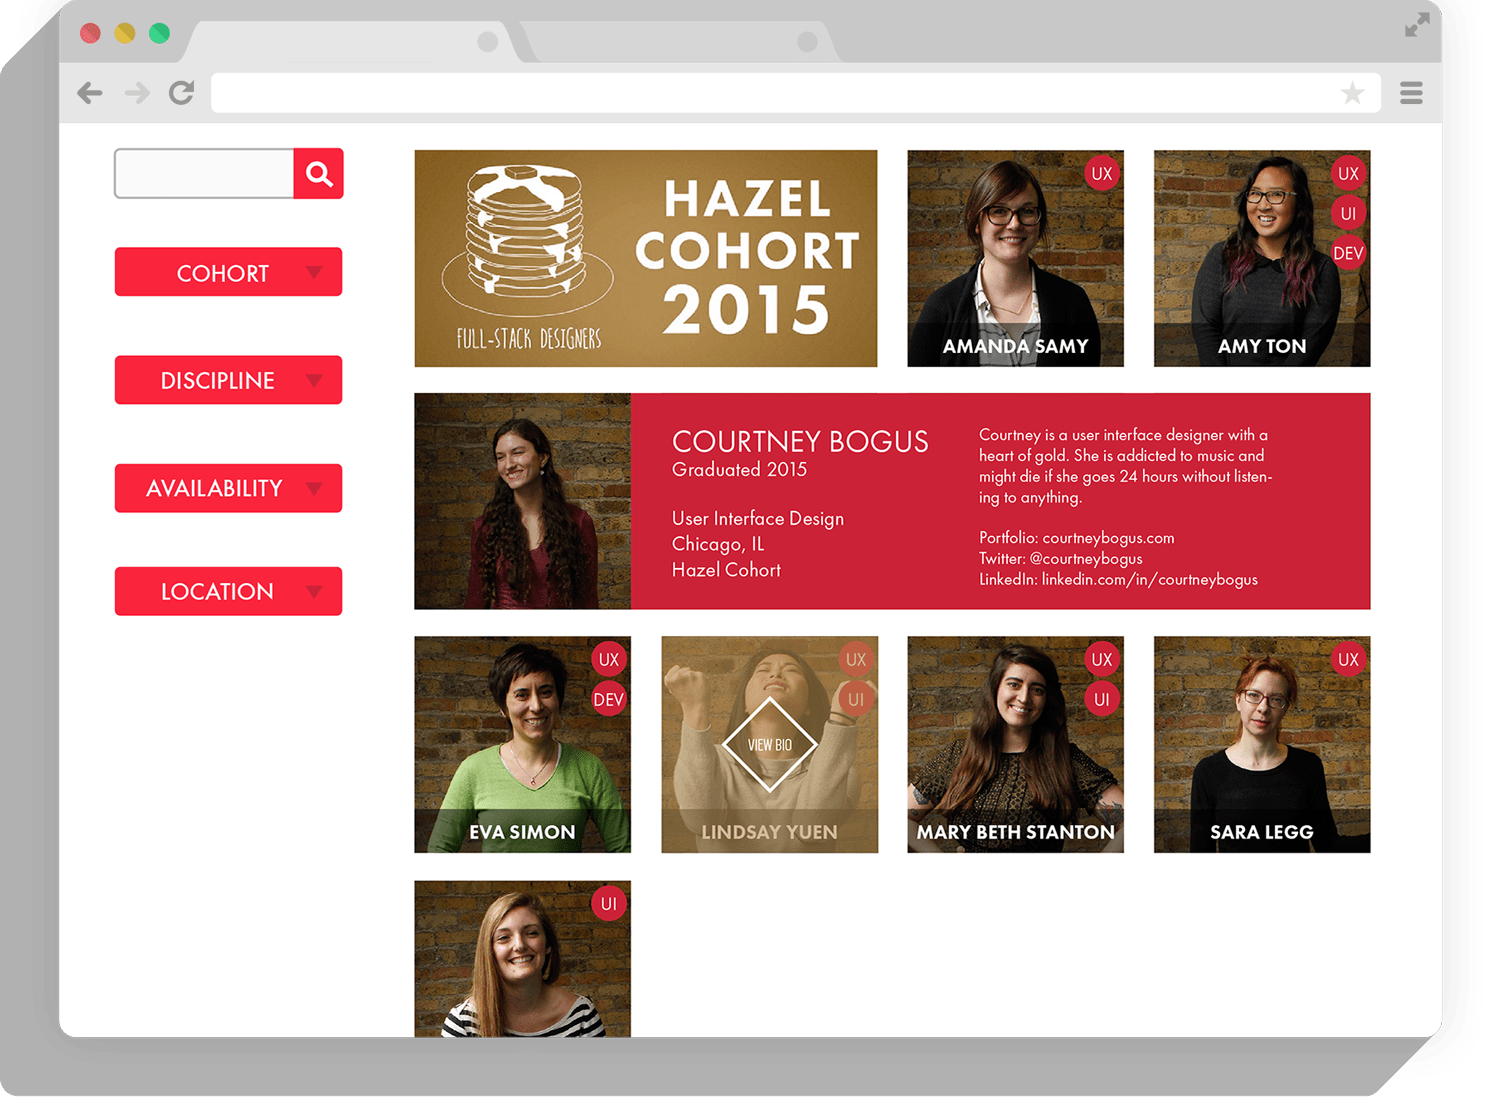 COHORT
DISCIPLINE
AVAILABILITY
LOCATION
FULL-STACK DESIGNERS
HAZEL
COHORT
2015
UX
AMANDA SAMY
UX
UI
DEV
AMY TON
COURTNEY BOGUS
Graduated 2015
User Interface Design
Chicago, IL
Hazel Cohort
Courtney is a user interface designer with a
heart of gold. She is addicted to music and
might die if she goes 24 hours without listen-
ing to anything.
Portfolio: courtneybogus.com
Twitter: @courtneybogus
LinkedIn: linkedin.com/in/courtneybogus
UX
DEV
EVA SIMON
UX
UI
VIEW BIO
LINDSAY YUEN
UX
UI
MARY BETH STANTON
UX
SARA LEGG
UI